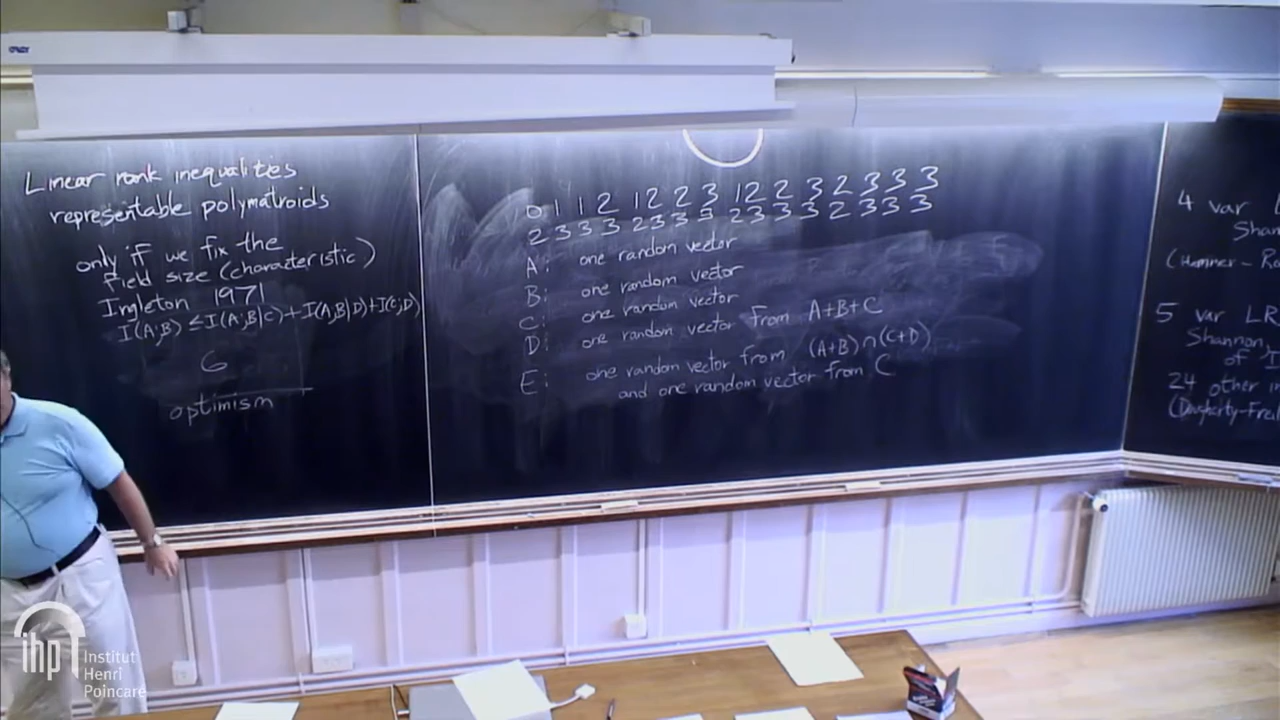 Linear rank inequalities
representable polymatroids
only if we fix the
field size (characteristic)
Ingleton 1971
I(A;B) ≤ I(A;B|C) + I(A;B|D) + I(C;D)
6
optimism
0 1 1 2 1 2 2 3 1 2 2 3 2 3 3 3
2 3 3 3 2 3 3 3 2 3 3 3 2 3 3 3
A: one random vector
B: one random vector
C: one random vector
D: one random vector from A+B+C
E: one random vector from (A+B)∩(C+D)
and one random vector from C
4 var
Shan
(Hammer-Ro
5 var LR
Shannon,
of I
24 other in
(Dougherty-Frei
ihp
Institut
Henri
Poincaré